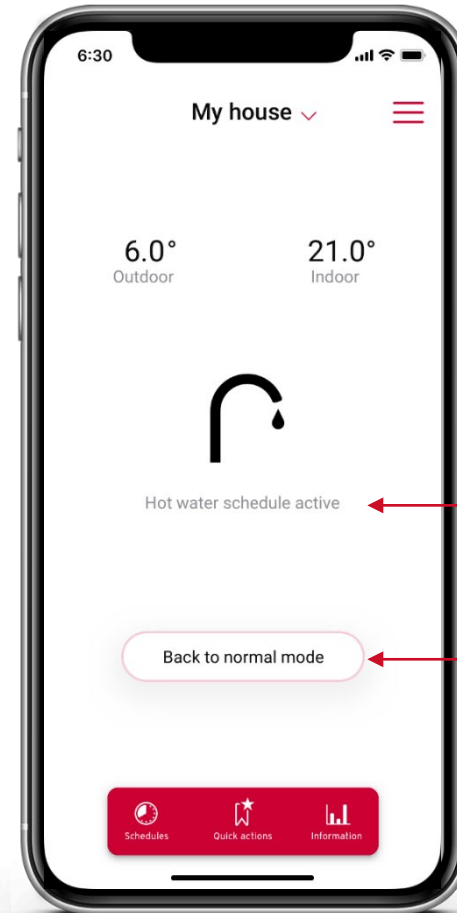 6:30
My house
6.0° 21.0°
Outdoor Indoor
Hot water schedule active
Back to normal mode
Schedules Quick actions Information